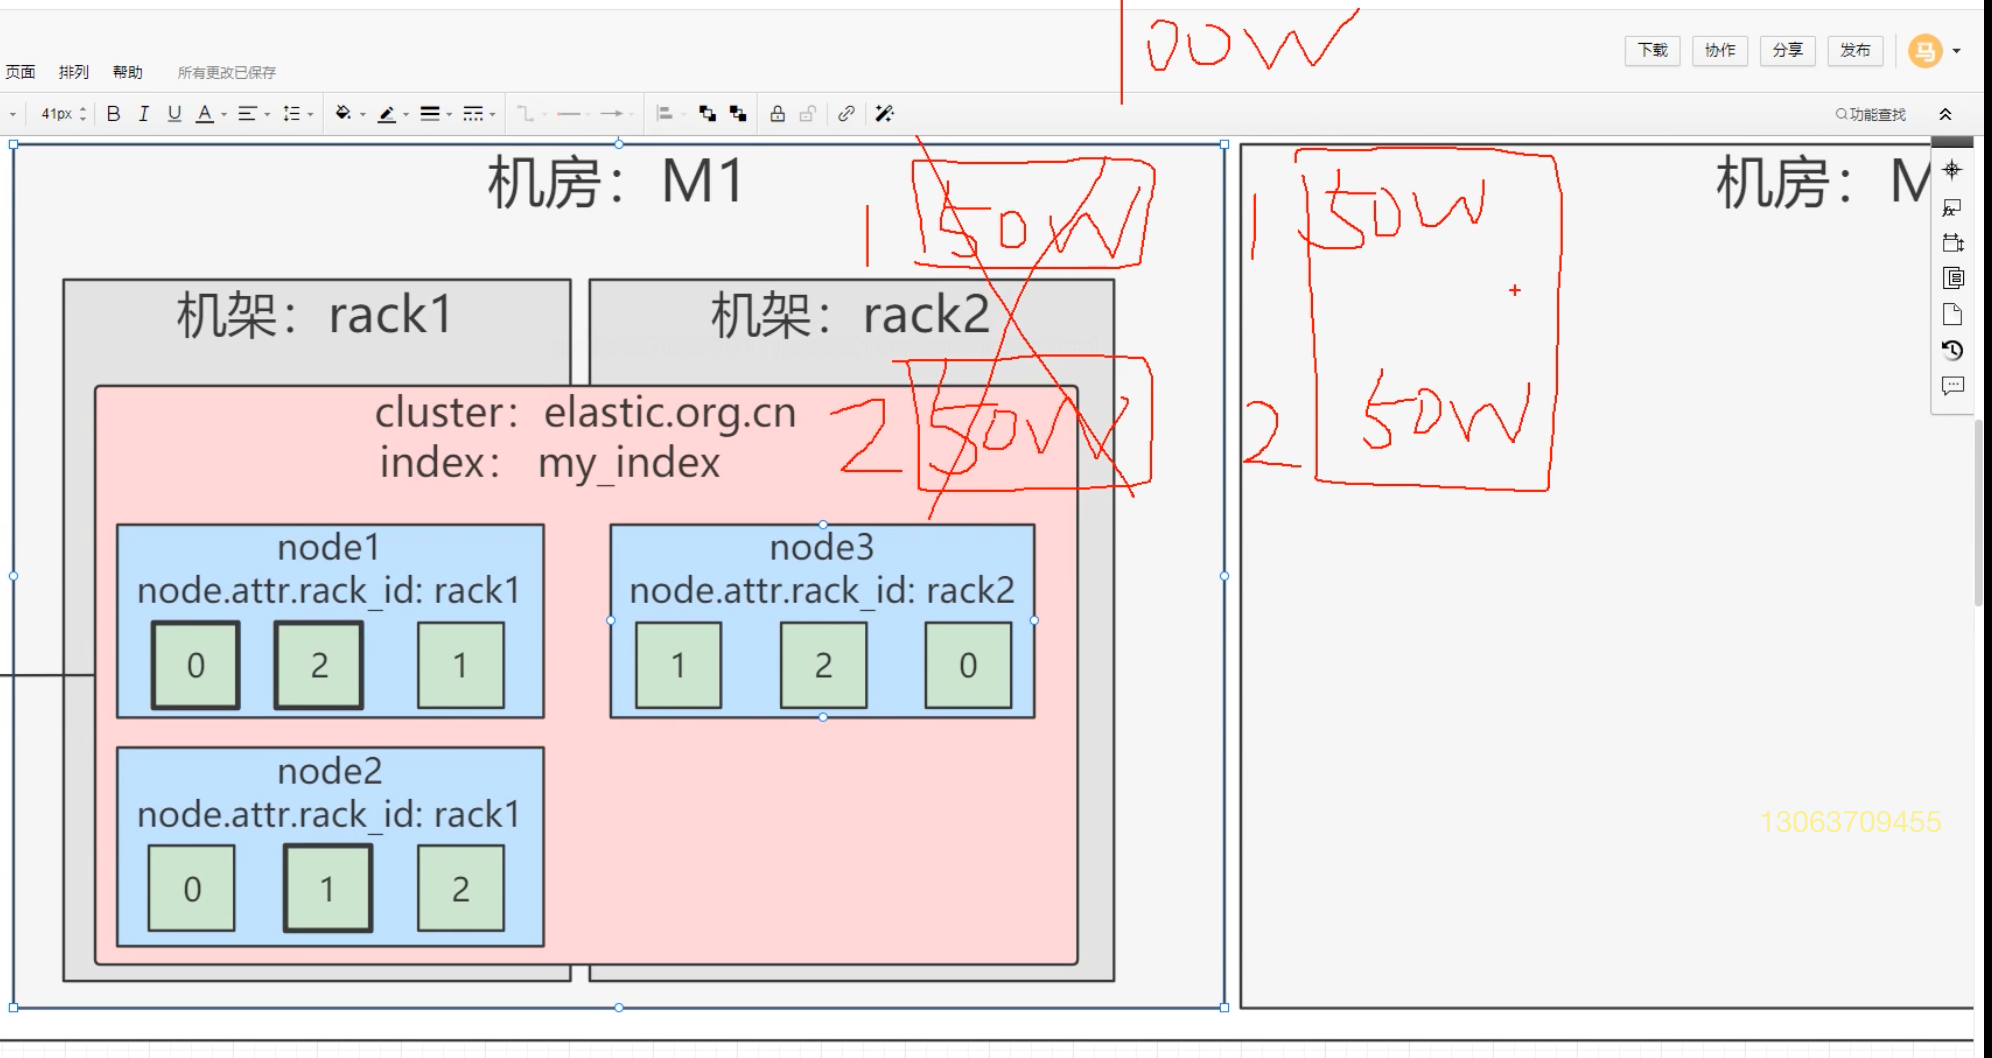 100W
页面 排列 帮助 所有更改已保存
下载 协作 分享 发布 马
41px B I U A
功能查找
机房：M1
1 50W
1 50W
机房：M
机架：rack1
机架：rack2
cluster：elastic.org.cn
index： my_index
2 50W
2 50W
node1
node.attr.rack_id: rack1
0 2 1
node3
node.attr.rack_id: rack2
1 2 0
node2
node.attr.rack_id: rack1
0 1 2
13063709455